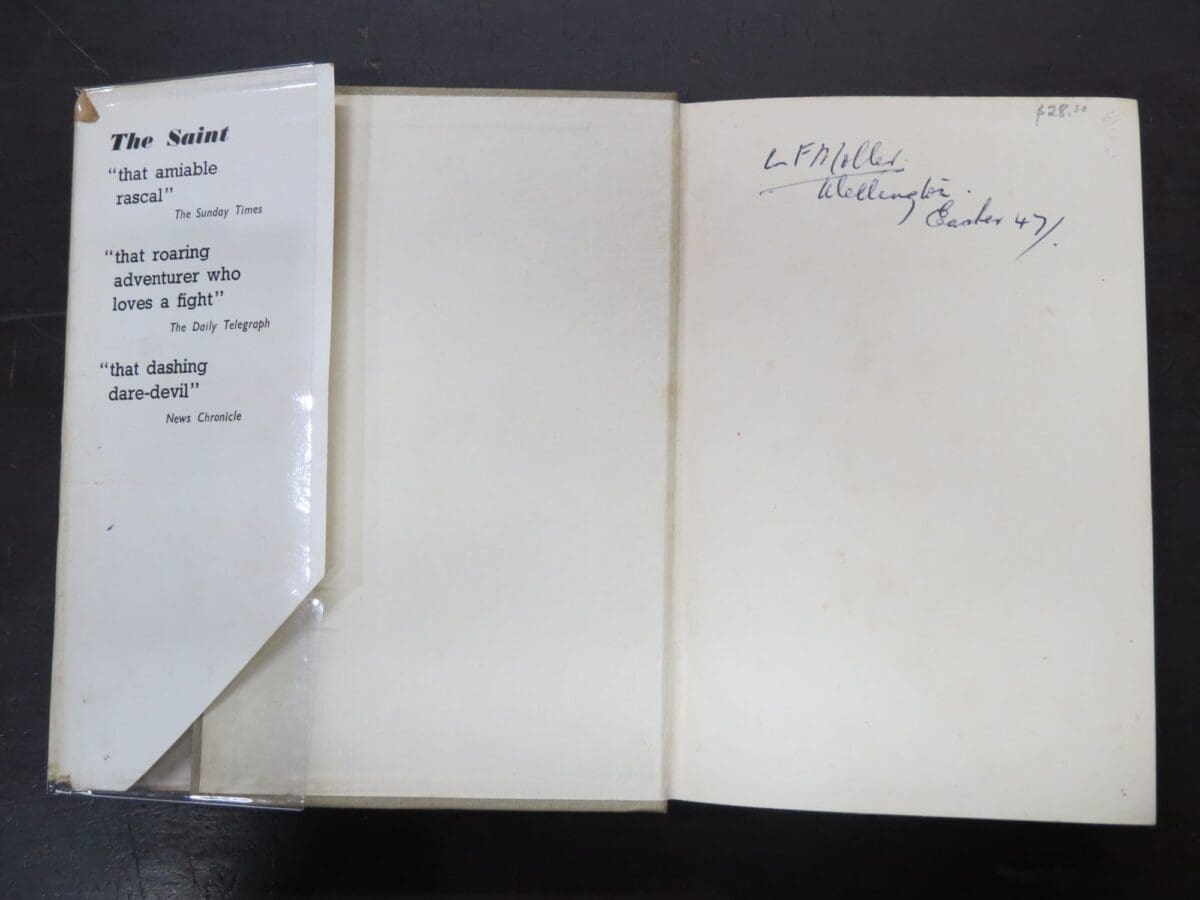 The Saint
"that amiable
rascal"
The Sunday Times
"that roaring
adventurer who
loves a fight"
The Daily Telegraph
"that dashing
dare-devil"
News Chronicle
$28.50
L F Moller.
Wellington.
Easter 47/.